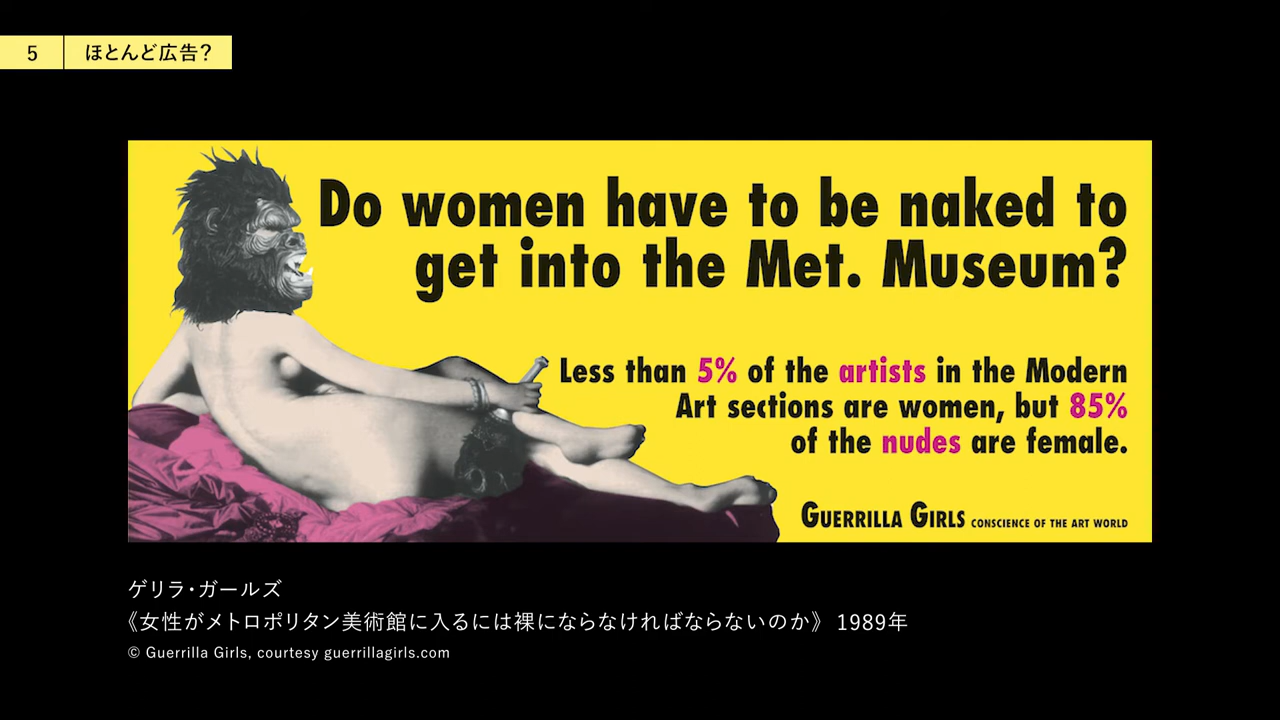 5 ほとんど広告?
Do women have to be naked to
get into the Met. Museum?
Less than 5% of the artists in the Modern
Art sections are women, but 85%
of the nudes are female.
GUERRILLA GIRLS CONSCIENCE OF THE ART WORLD
ゲリラ・ガールズ
《女性がメトロポリタン美術館に入るには裸にならなければならないのか》 1989年
© Guerrilla Girls, courtesy guerrillagirls.com